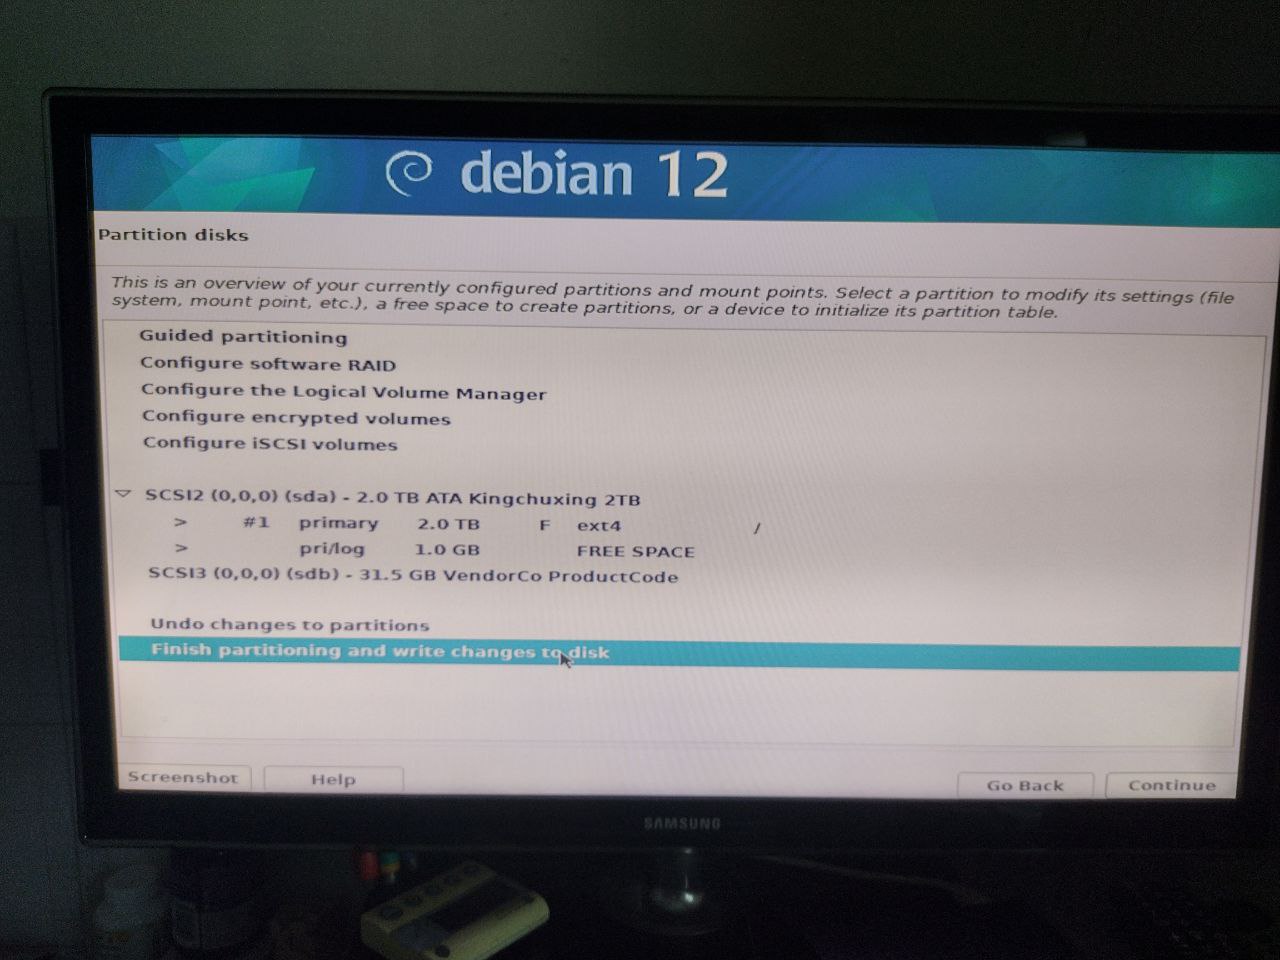 debian 12
Partition disks
This is an overview of your currently configured partitions and mount points. Select a partition to modify its settings (file
system, mount point, etc.), a free space to create partitions, or a device to initialize its partition table.
Guided partitioning
Configure software RAID
Configure the Logical Volume Manager
Configure encrypted volumes
Configure iSCSI volumes
SCSI2 (0,0,0) (sda) - 2.0 TB ATA Kingchuxing 2TB
> #1 primary 2.0 TB F ext4 /
> pri/log 1.0 GB FREE SPACE
SCSI3 (0,0,0) (sdb) - 31.5 GB VendorCo ProductCode
Undo changes to partitions
Finish partitioning and write changes to disk
Screenshot Help Go Back Continue
SAMSUNG